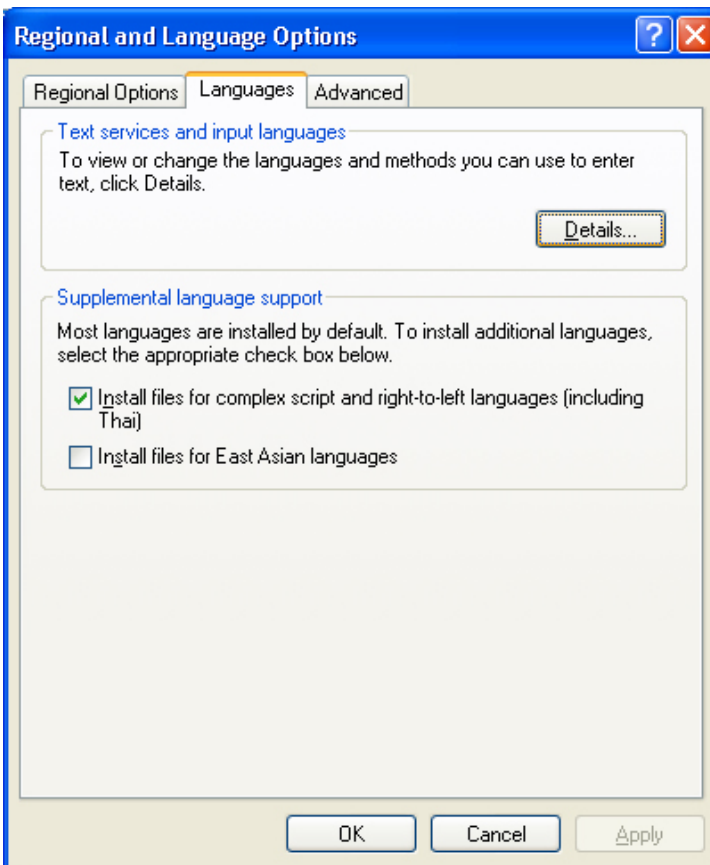 Regional and Language Options
Regional Options Languages Advanced
Text services and input languages
To view or change the languages and methods you can use to enter
text, click Details.
Details...
Supplemental language support
Most languages are installed by default. To install additional languages,
select the appropriate check box below.
Install files for complex script and right-to-left languages (including
Thai)
Install files for East Asian languages
OK Cancel Apply